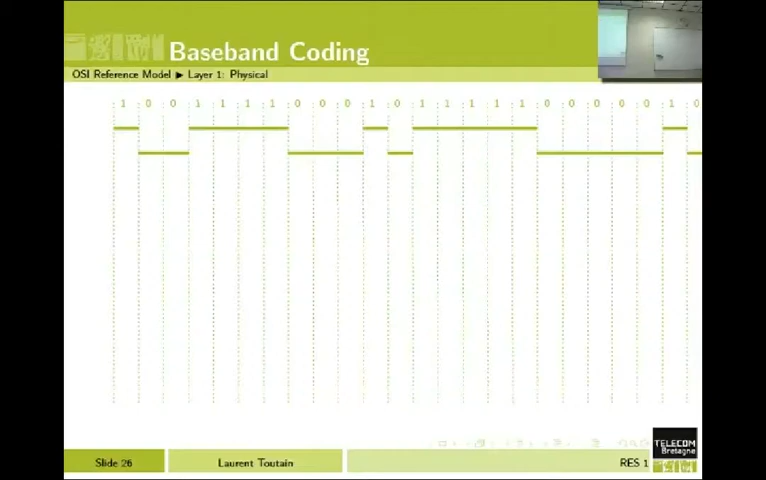 Baseband Coding
OSI Reference Model ▶ Layer 1: Physical
1 0 0 1 1 1 1 0 0 0 1 0 1 1 1 1 1 0 0 0 0 0 1 0
TELECOM
Bretagne
Slide 26 Laurent Toutain RES 1